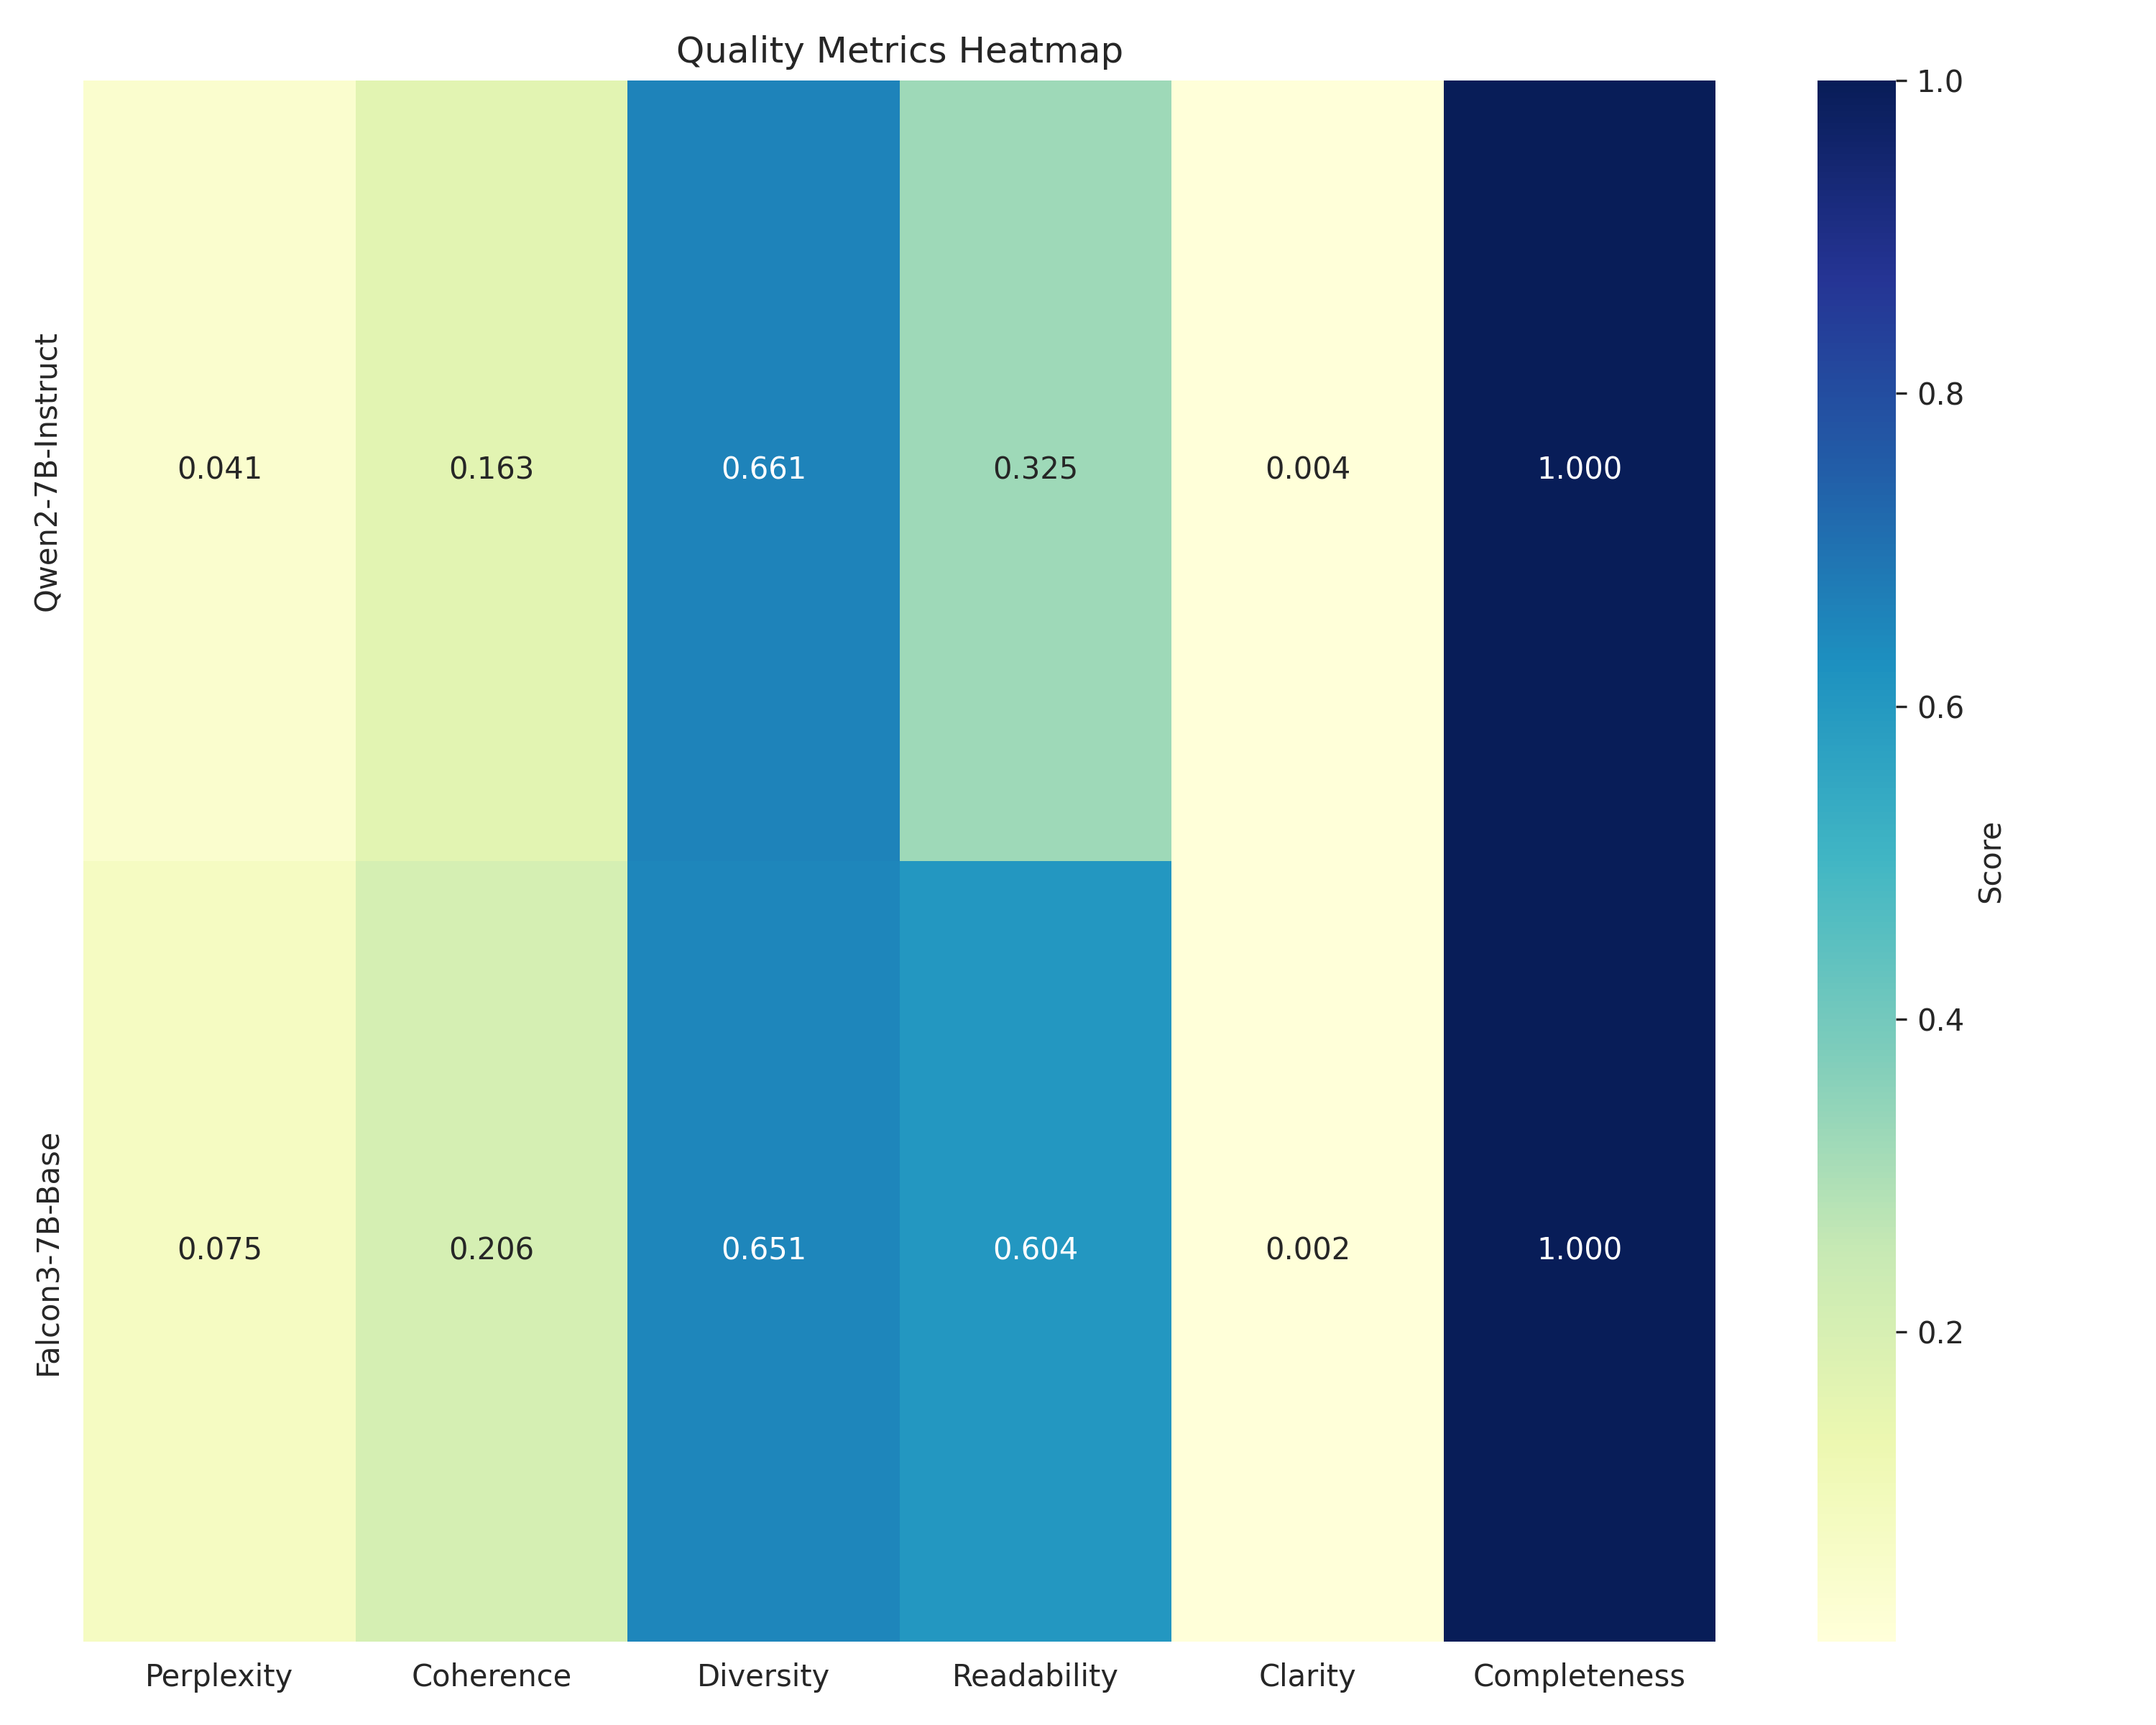 Quality Metrics Heatmap
Qwen2-7B-Instruct
0.041 0.163 0.661 0.325 0.004 1.000
Falcon3-7B-Base
0.075 0.206 0.651 0.604 0.002 1.000
Perplexity Coherence Diversity Readability Clarity Completeness
1.0
0.8
0.6
0.4
0.2
Score